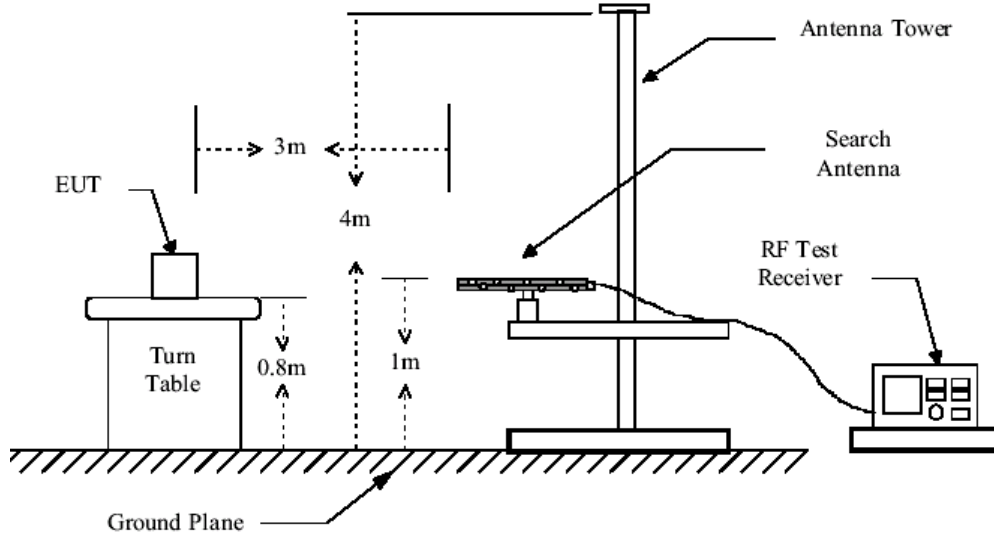 Antenna Tower
3m
Search
Antenna
EUT
4m
RF Test
Receiver
Turn
Table
0.8m
1m
Ground Plane